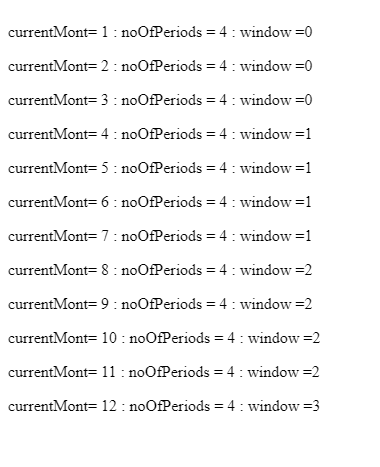 currentMont= 1 : noOfPeriods = 4 : window =0
currentMont= 2 : noOfPeriods = 4 : window =0
currentMont= 3 : noOfPeriods = 4 : window =0
currentMont= 4 : noOfPeriods = 4 : window =1
currentMont= 5 : noOfPeriods = 4 : window =1
currentMont= 6 : noOfPeriods = 4 : window =1
currentMont= 7 : noOfPeriods = 4 : window =1
currentMont= 8 : noOfPeriods = 4 : window =2
currentMont= 9 : noOfPeriods = 4 : window =2
currentMont= 10 : noOfPeriods = 4 : window =2
currentMont= 11 : noOfPeriods = 4 : window =2
currentMont= 12 : noOfPeriods = 4 : window =3